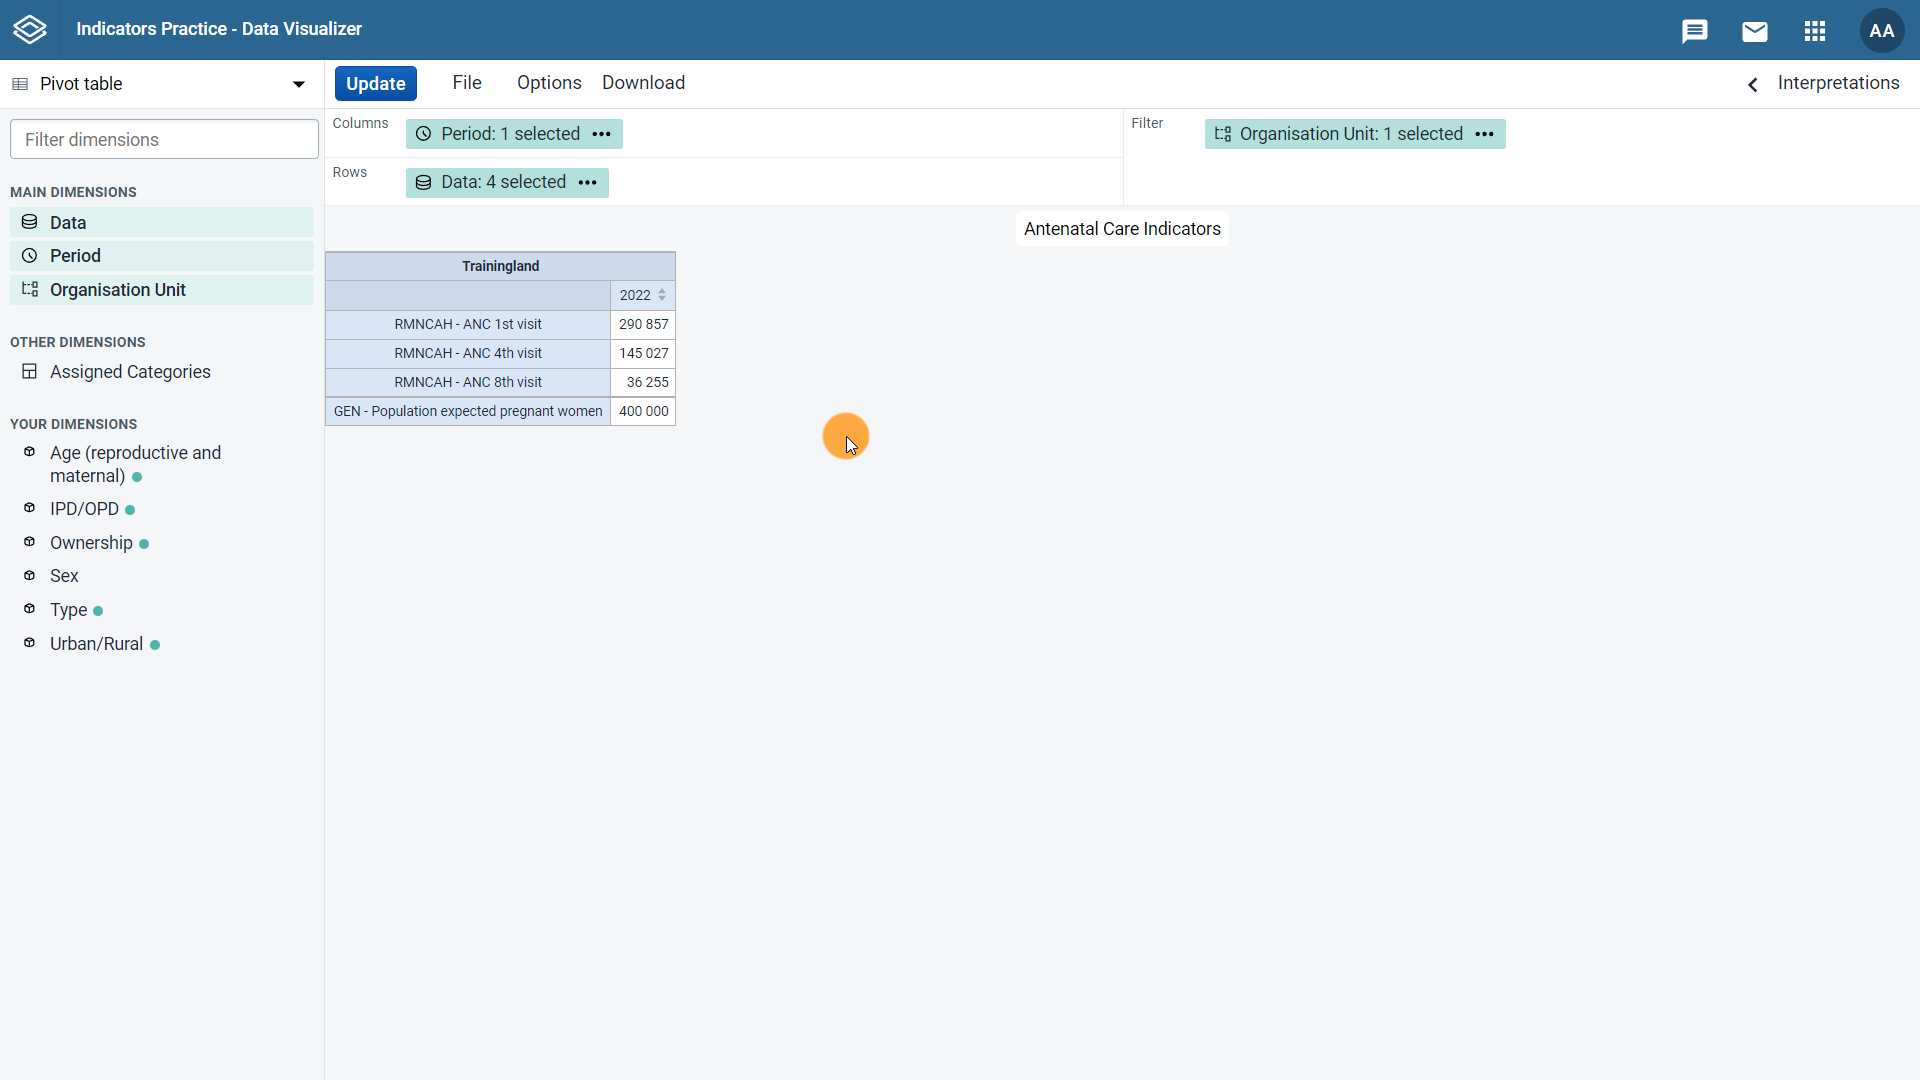 Indicators Practice - Data Visualizer
AA
Pivot table
Update
File
Options
Download
Interpretations
Filter dimensions
Columns
Period: 1 selected
Filter
Organisation Unit: 1 selected
Rows
Data: 4 selected
MAIN DIMENSIONS
Data
Period
Organisation Unit
OTHER DIMENSIONS
Assigned Categories
YOUR DIMENSIONS
Age (reproductive and
maternal)
IPD/OPD
Ownership
Sex
Type
Urban/Rural
Antenatal Care Indicators
Trainingland
2022
RMNCAH - ANC 1st visit 290 857
RMNCAH - ANC 4th visit 145 027
RMNCAH - ANC 8th visit 36 255
GEN - Population expected pregnant women 400 000